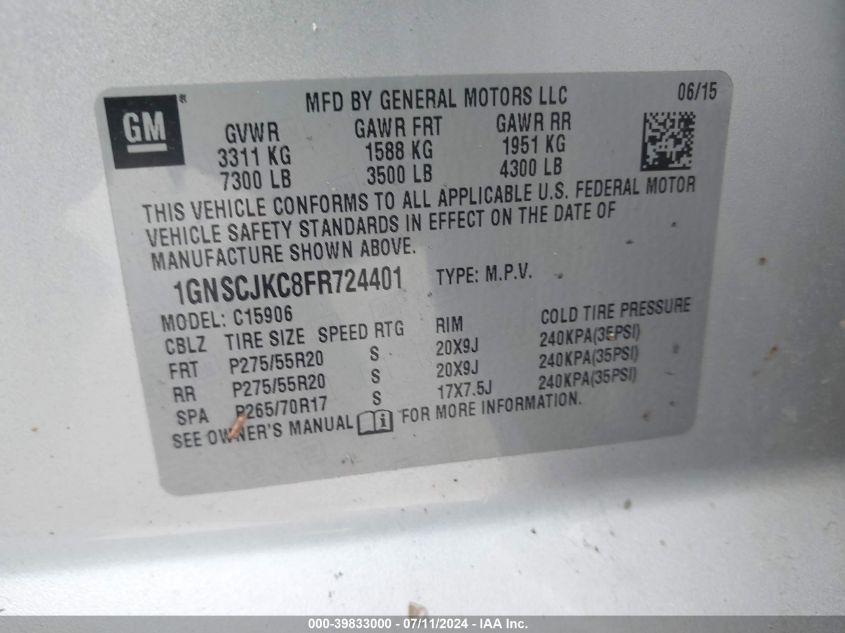 GM®
MFD BY GENERAL MOTORS LLC 06/15
GVWR GAWR FRT GAWR RR
3311 KG 1588 KG 1951 KG
7300 LB 3500 LB 4300 LB
THIS VEHICLE CONFORMS TO ALL APPLICABLE U.S. FEDERAL MOTOR
VEHICLE SAFETY STANDARDS IN EFFECT ON THE DATE OF
MANUFACTURE SHOWN ABOVE.
1GNSCJKC8FR724401 TYPE: M.P.V.
MODEL: C15906
CBLZ TIRE SIZE SPEED RTG RIM COLD TIRE PRESSURE
FRT P275/55R20 S 20X9J 240KPA(35PSI)
RR P275/55R20 S 20X9J 240KPA(35PSI)
SPA P265/70R17 S 17X7.5J 240KPA(35PSI)
SEE OWNER'S MANUAL i FOR MORE INFORMATION.
000-39833000 - 07/11/2024 - IAA Inc.